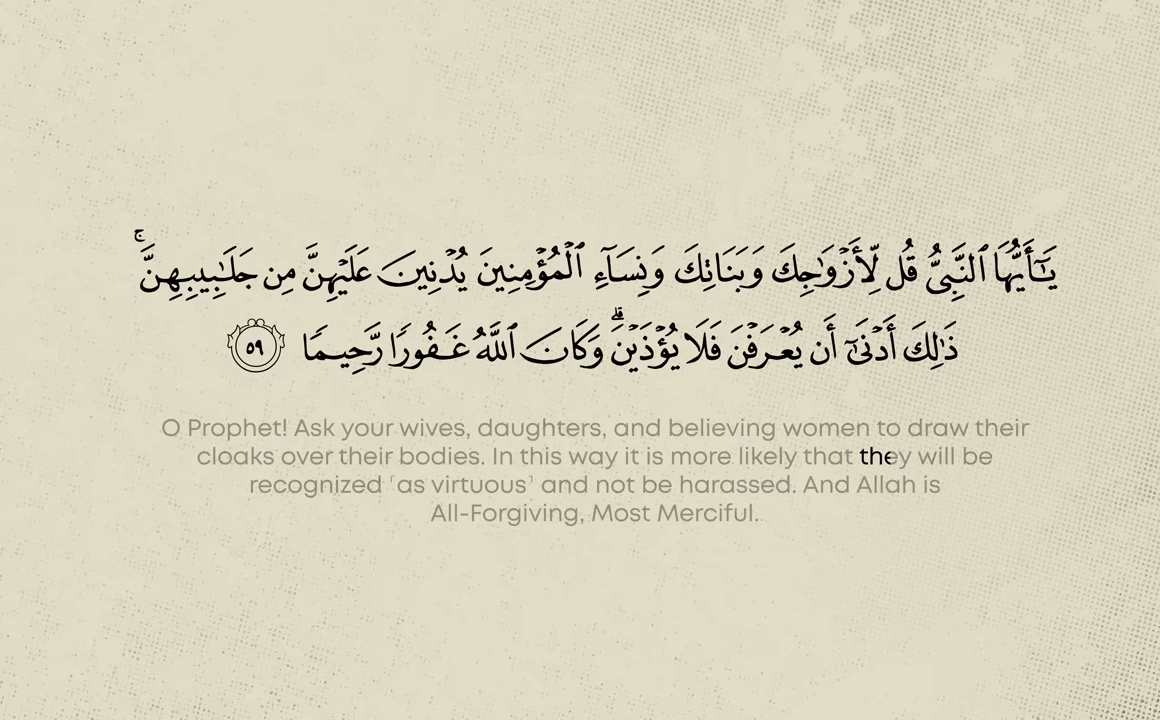 يَـٰٓأَيُّهَا ٱلنَّبِىُّ قُل لِّأَزْوَٰجِكَ وَبَنَاتِكَ وَنِسَآءِ ٱلْمُؤْمِنِينَ يُدْنِينَ عَلَيْهِنَّ مِن جَلَـٰبِيبِهِنَّ ۚ
ذَٰلِكَ أَدْنَىٰٓ أَن يُعْرَفْنَ فَلَا يُؤْذَيْنَ ۗ وَكَانَ ٱللَّهُ غَفُورًا رَّحِيمًا ٥٩
O Prophet! Ask your wives, daughters, and believing women to draw their
cloaks over their bodies. In this way it is more likely that they will be
recognized ˹as virtuous˺ and not be harassed. And Allah is
All-Forgiving, Most Merciful.